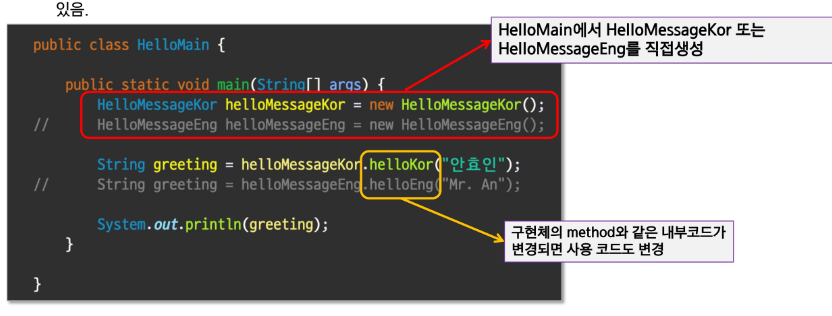 있음.
HelloMain에서 HelloMessageKor 또는
HelloMessageEng를 직접생성
public class HelloMain {
public static void main(String[] args) {
HelloMessageKor helloMessageKor = new HelloMessageKor();
// HelloMessageEng helloMessageEng = new HelloMessageEng();
String greeting = helloMessageKor.helloKor("안효인");
// String greeting = helloMessageEng.helloEng("Mr. An");
System.out.println(greeting);
}
}
구현체의 method와 같은 내부코드가
변경되면 사용 코드도 변경